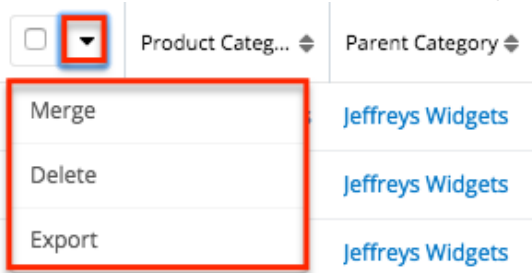 Product Categ... Parent Category
Merge Jeffreys Widgets
Delete Jeffreys Widgets
Export Jeffreys Widgets